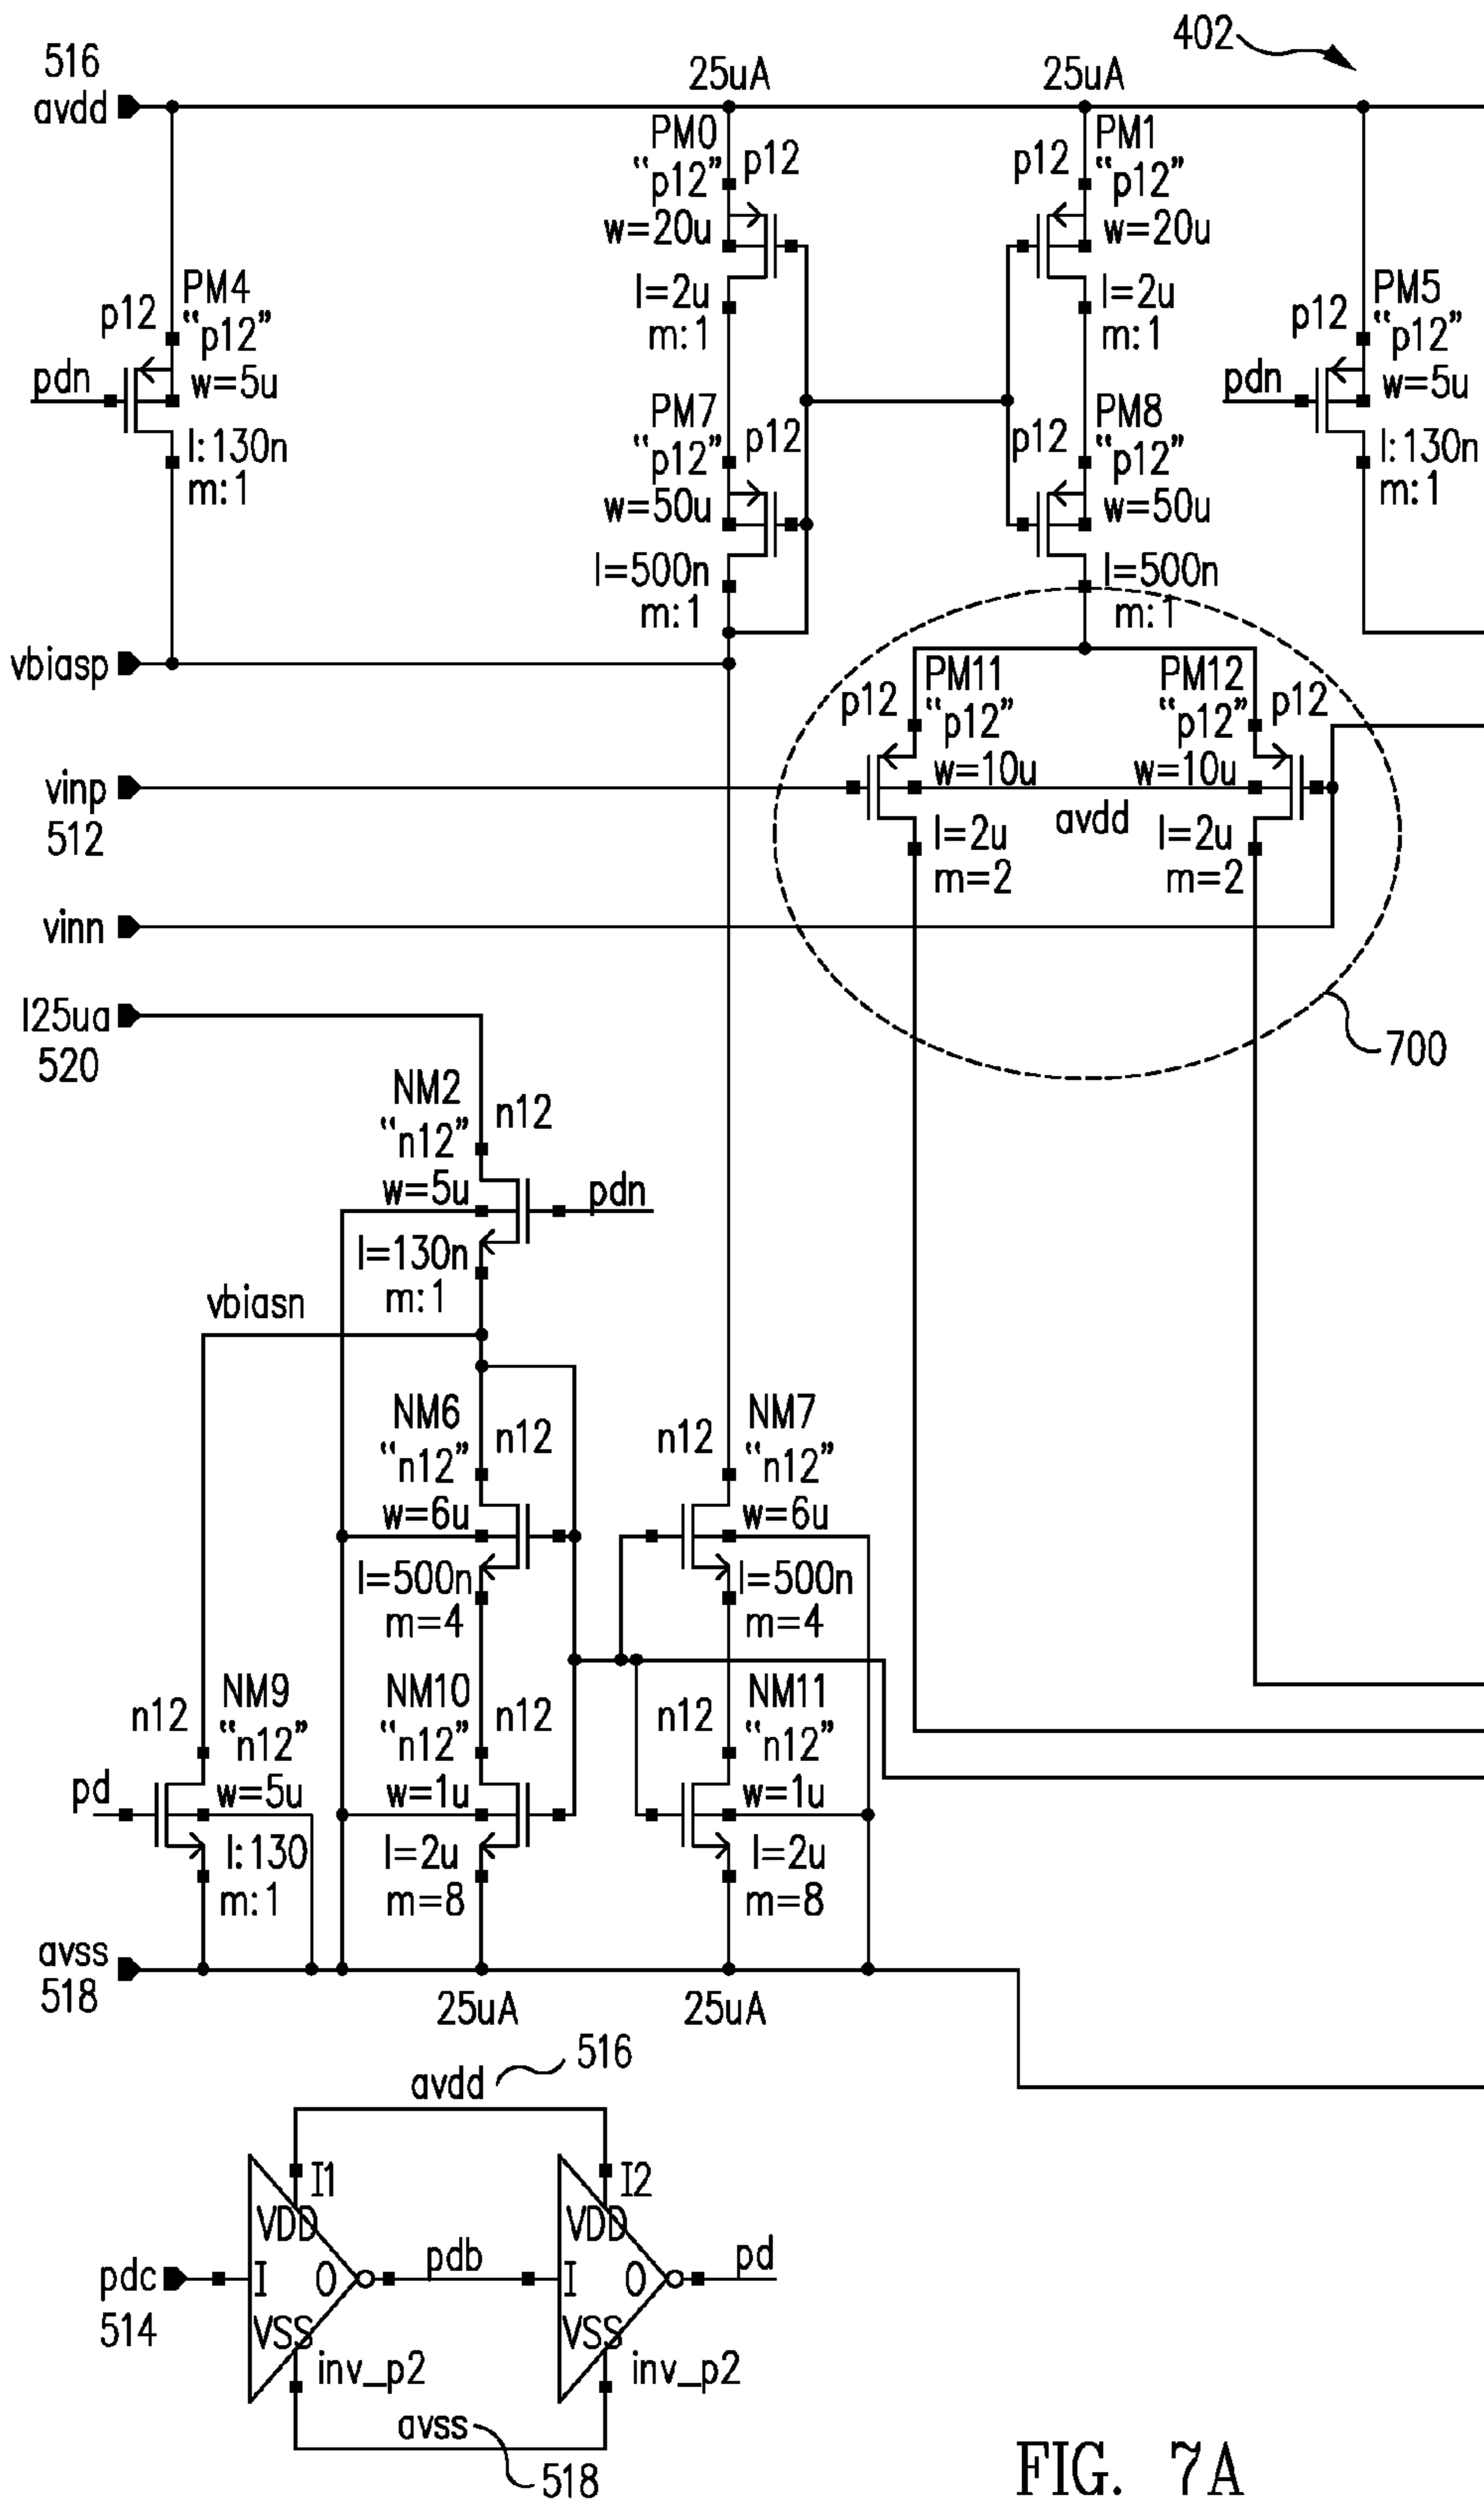 402
516
avdd
25uA
25uA
PM0
"p12"
p12
w=20u
l=2u
m:1
PM1
"p12"
p12
w=20u
l=2u
m:1
PM4
"p12"
p12
pdn
w=5u
l:130n
m:1
PM5
"p12"
p12
pdn
w=5u
l:130n
m:1
PM7
"p12"
p12
w=50u
l=500n
m:1
PM8
"p12"
p12
w=50u
l=500n
m:1
vbiasp
PM11
"p12"
p12
w=10u
l=2u
m=2
PM12
"p12"
p12
w=10u
l=2u
m=2
avdd
vinp
512
vinn
700
I25ua
520
NM2
"n12"
n12
w=5u
pdn
l=130n
m:1
vbiasn
NM6
"n12"
n12
w=6u
l=500n
m=4
NM7
"n12"
n12
w=6u
l=500n
m=4
NM9
"n12"
n12
pd
w=5u
l:130
m:1
NM10
"n12"
n12
w=1u
l=2u
m=8
NM11
"n12"
n12
w=1u
l=2u
m=8
avss
518
25uA
25uA
avdd
516
I1
VDD
I
O
VSS
inv_p2
I2
VDD
I
O
VSS
inv_p2
pdc
514
pdb
pd
avss
518
FIG. 7A